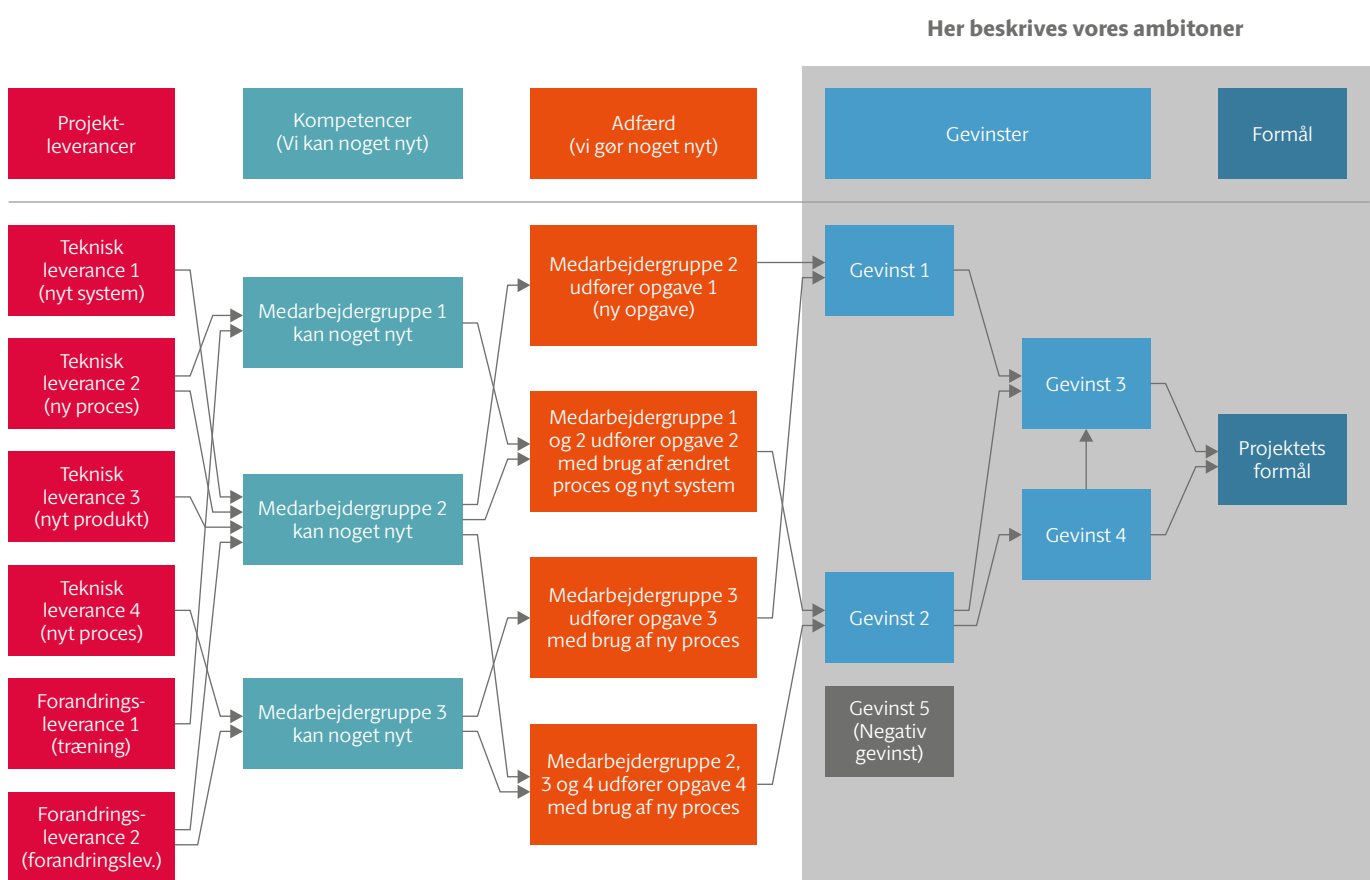 Her beskrives vores ambitoner
Projekt-
leverancer
Kompetencer
(Vi kan noget nyt)
Adfærd
(vi gør noget nyt)
Gevinster
Formål
Teknisk
leverance 1
(nyt system)
Teknisk
leverance 2
(ny proces)
Teknisk
leverance 3
(nyt produkt)
Teknisk
leverance 4
(nyt proces)
Forandrings-
leverance 1
(træning)
Forandrings-
leverance 2
(forandringslev.)
Medarbejdergruppe 1
kan noget nyt
Medarbejdergruppe 2
kan noget nyt
Medarbejdergruppe 3
kan noget nyt
Medarbejdergruppe 2
udfører opgave 1
(ny opgave)
Medarbejdergruppe 1
og 2 udfører opgave 2
med brug af ændret
proces og nyt system
Medarbejdergruppe 3
udfører opgave 3
med brug af ny proces
Medarbejdergruppe 2,
3 og 4 udfører opgave 4
med brug af ny proces
Gevinst 1
Gevinst 2
Gevinst 5
(Negativ
gevinst)
Gevinst 3
Gevinst 4
Projektets
formål